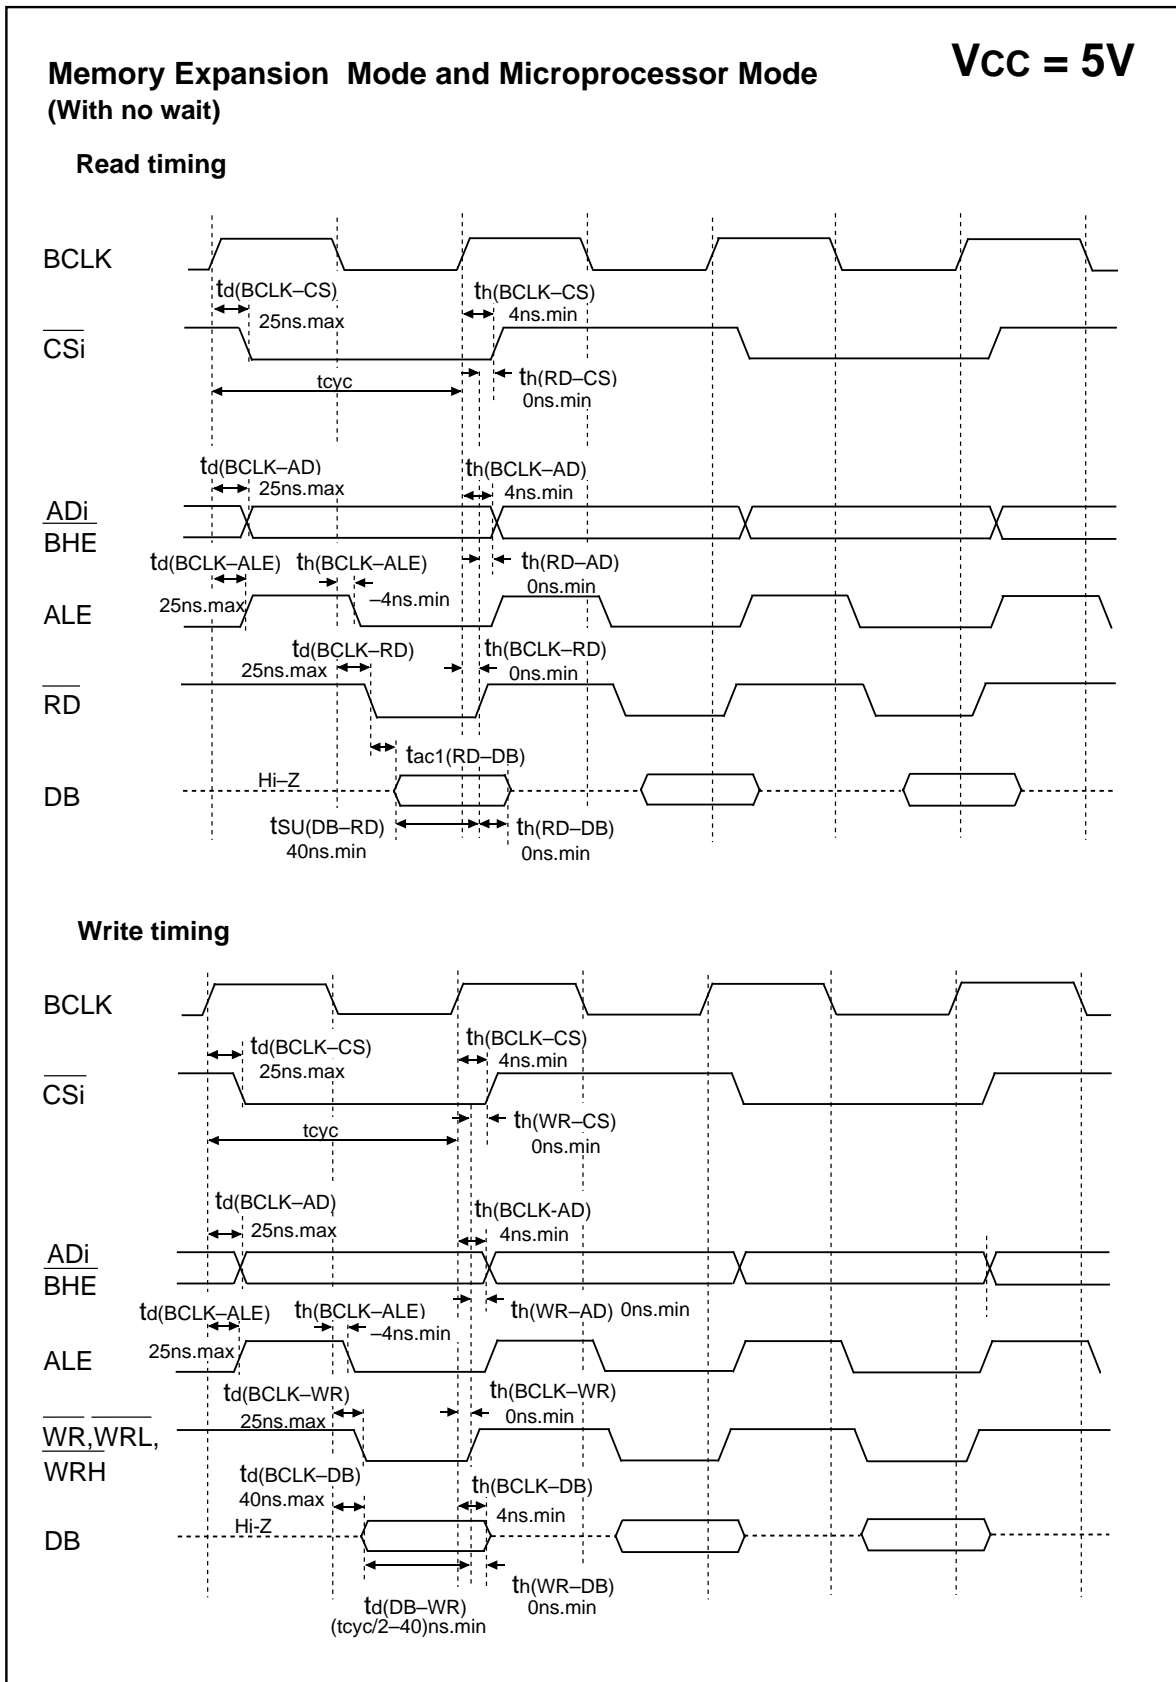 Memory Expansion Mode and Microprocessor Mode
VCC = 5V
(With no wait)
Read timing
BCLK
td(BCLK–CS)
25ns.max
th(BCLK–CS)
4ns.min
CSi
tcyc
th(RD–CS)
0ns.min
td(BCLK–AD)
25ns.max
th(BCLK–AD)
4ns.min
ADi
BHE
td(BCLK–ALE)
25ns.max
th(BCLK–ALE)
–4ns.min
th(RD–AD)
0ns.min
ALE
td(BCLK–RD)
25ns.max
th(BCLK–RD)
0ns.min
RD
tac1(RD–DB)
Hi–Z
DB
tSU(DB–RD)
40ns.min
th(RD–DB)
0ns.min
Write timing
BCLK
td(BCLK–CS)
25ns.max
th(BCLK–CS)
4ns.min
CSi
tcyc
th(WR–CS)
0ns.min
td(BCLK–AD)
25ns.max
th(BCLK-AD)
4ns.min
ADi
BHE
td(BCLK–ALE)
25ns.max
th(BCLK–ALE)
–4ns.min
th(WR–AD) 0ns.min
ALE
td(BCLK–WR)
25ns.max
th(BCLK–WR)
0ns.min
WR,WRL,
WRH
td(BCLK–DB)
40ns.max
th(BCLK–DB)
4ns.min
Hi-Z
DB
td(DB–WR)
(tcyc/2–40)ns.min
th(WR–DB)
0ns.min